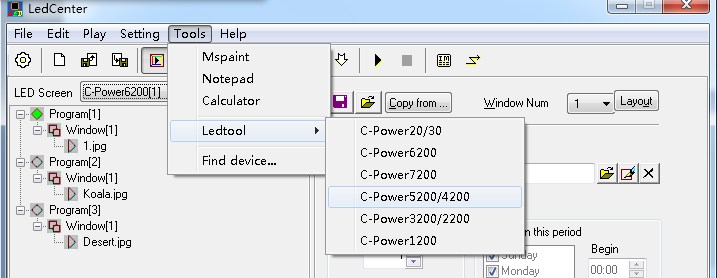 LedCenter
File Edit Play Setting Tools Help
LED Screen C-Power6200[1]
Program[1]
Window[1]
1.jpg
Program[2]
Window[1]
Koala.jpg
Program[3]
Window[1]
Desert.jpg
Mspaint
Notepad
Calculator
Ledtool
Find device...
C-Power20/30
C-Power6200
C-Power7200
C-Power5200/4200
C-Power3200/2200
C-Power1200
Copy from ... Window Num 1 Layout
n this period
Sunday
Monday
Begin
00:00